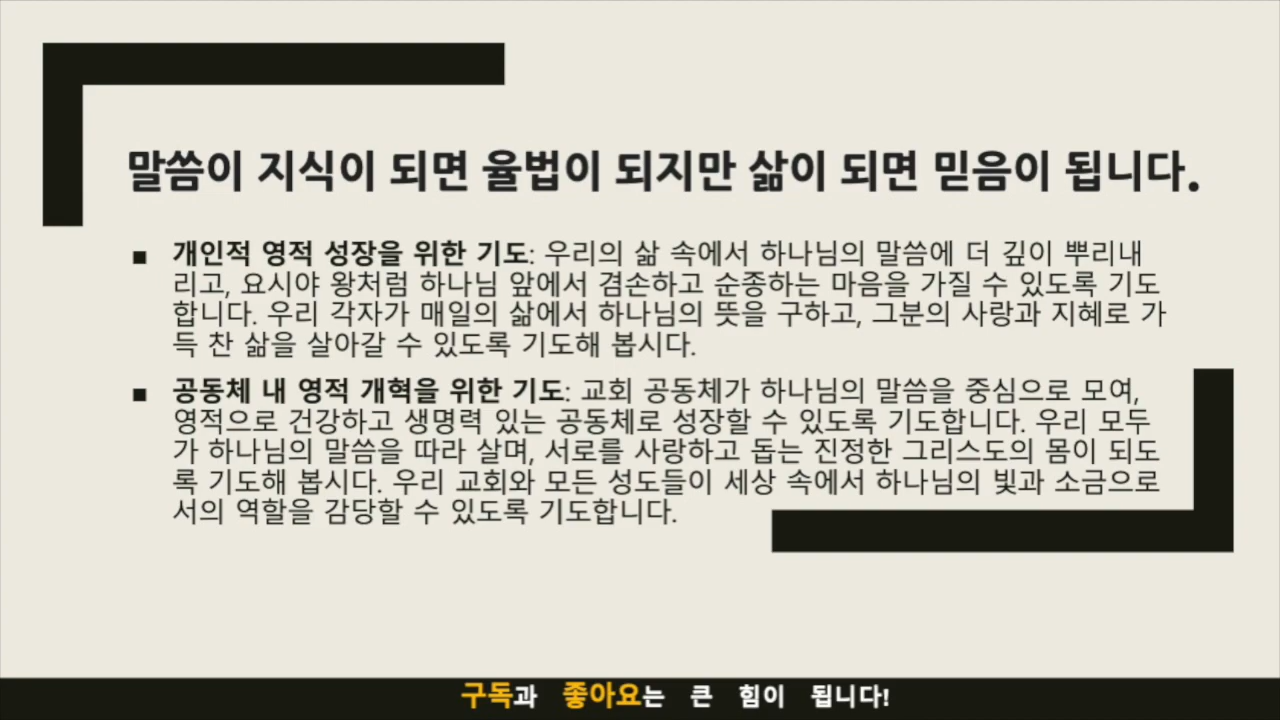 말씀이 지식이 되면 율법이 되지만 삶이 되면 믿음이 됩니다.
■ 개인적 영적 성장을 위한 기도: 우리의 삶 속에서 하나님의 말씀에 더 깊이 뿌리내
리고, 요시야 왕처럼 하나님 앞에서 겸손하고 순종하는 마음을 가질 수 있도록 기도
합니다. 우리 각자가 매일의 삶에서 하나님의 뜻을 구하고, 그분의 사랑과 지혜로 가
득 찬 삶을 살아갈 수 있도록 기도해 봅시다.
■ 공동체 내 영적 개혁을 위한 기도: 교회 공동체가 하나님의 말씀을 중심으로 모여,
영적으로 건강하고 생명력 있는 공동체로 성장할 수 있도록 기도합니다. 우리 모두
가 하나님의 말씀을 따라 살며, 서로를 사랑하고 돕는 진정한 그리스도의 몸이 되도
록 기도해 봅시다. 우리 교회와 모든 성도들이 세상 속에서 하나님의 빛과 소금으로
서의 역할을 감당할 수 있도록 기도합니다.
구독과 좋아요는 큰 힘이 됩니다!